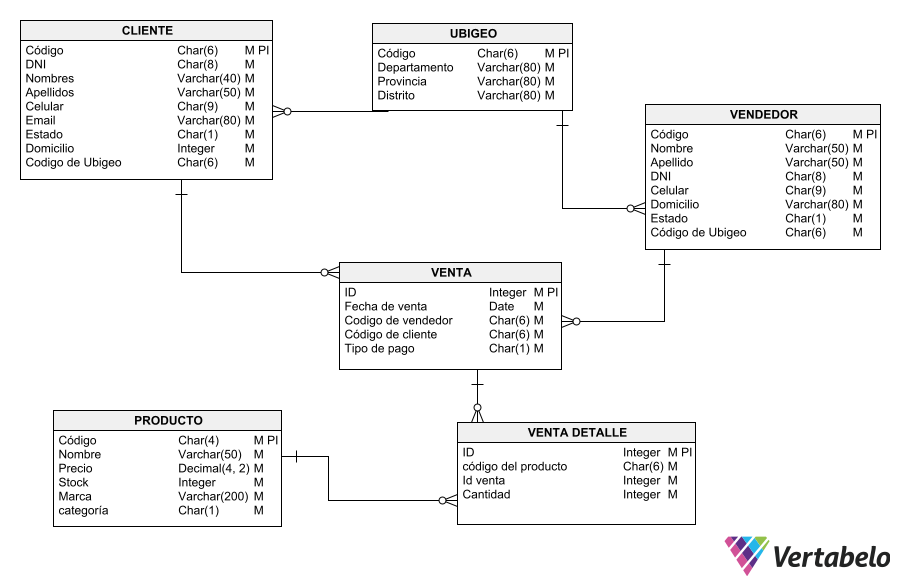 CLIENTE
Código Char(6) M PI
DNI Char(8) M
Nombres Varchar(40) M
Apellidos Varchar(50) M
Celular Char(9) M
Email Varchar(80) M
Estado Char(1) M
Domicilio Integer M
Codigo de Ubigeo Char(6) M
UBIGEO
Código Char(6) M PI
Departamento Varchar(80) M
Provincia Varchar(80) M
Distrito Varchar(80) M
VENDEDOR
Código Char(6) M PI
Nombre Varchar(50) M
Apellido Varchar(50) M
DNI Char(8) M
Celular Char(9) M
Domicilio Varchar(80) M
Estado Char(1) M
Código de Ubigeo Char(6) M
VENTA
ID Integer M PI
Fecha de venta Date M
Codigo de vendedor Char(6) M
Código de cliente Char(6) M
Tipo de pago Char(1) M
PRODUCTO
Código Char(4) M PI
Nombre Varchar(50) M
Precio Decimal(4, 2) M
Stock Integer M
Marca Varchar(200) M
categoría Char(1) M
VENTA DETALLE
ID Integer M PI
código del producto Char(6) M
Id venta Integer M
Cantidad Integer M
Vertabelo